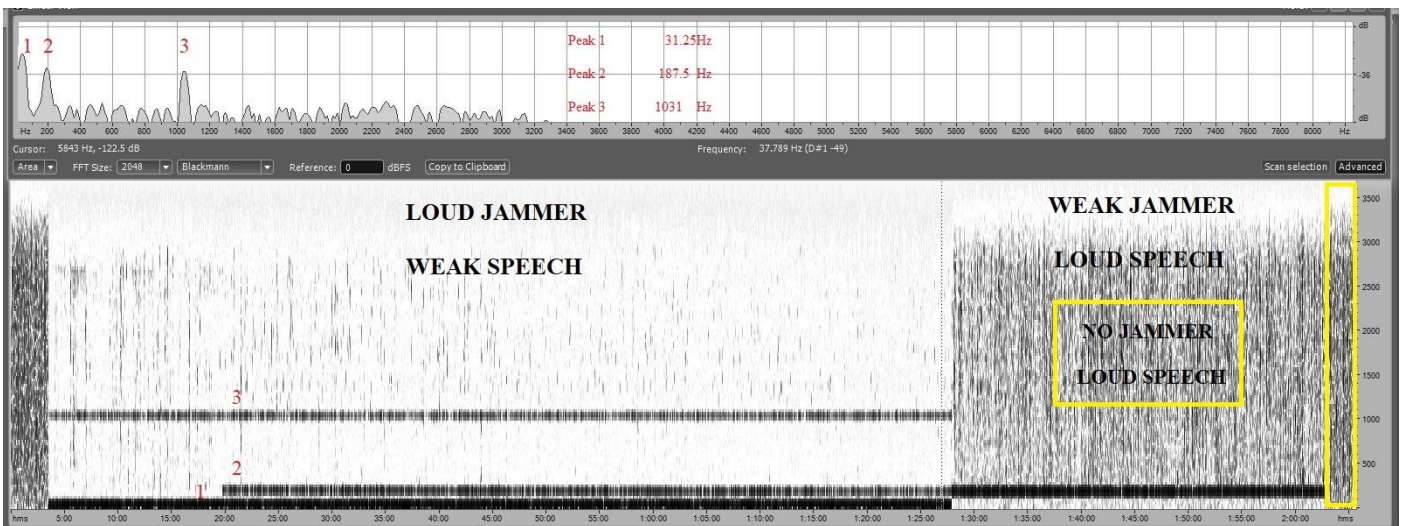 dB
1 2 3
Peak 1 31.25Hz
-36
Peak 2 187.5 Hz
Peak 3 1031 Hz
dB
Hz 200 400 600 800 1000 1200 1400 1600 1800 2000 2200 2400 2600 2800 3000 3200 3400 3600 3800 4000 4200 4400 4600 4800 5000 5200 5400 5600 5800 6000 6200 6400 6600 6800 7000 7200 7400 7600 7800 8000 Hz
Cursor: 5843 Hz, -122.5 dB Frequency: 37.789 Hz (D#1 -49)
Area FFT Size: 2048 Blackmann Reference: 0 dBFS Copy to Clipboard Scan selection Advanced
LOUD JAMMER
WEAK SPEECH
WEAK JAMMER
LOUD SPEECH
NO JAMMER
LOUD SPEECH
3500
3000
2500
2000
1500
1000
500
3
2
1
hms 5:00 10:00 15:00 20:00 25:00 30:00 35:00 40:00 45:00 50:00 55:00 1:00:00 1:05:00 1:10:00 1:15:00 1:20:00 1:25:00 1:30:00 1:35:00 1:40:00 1:45:00 1:50:00 1:55:00 2:00:00 hms